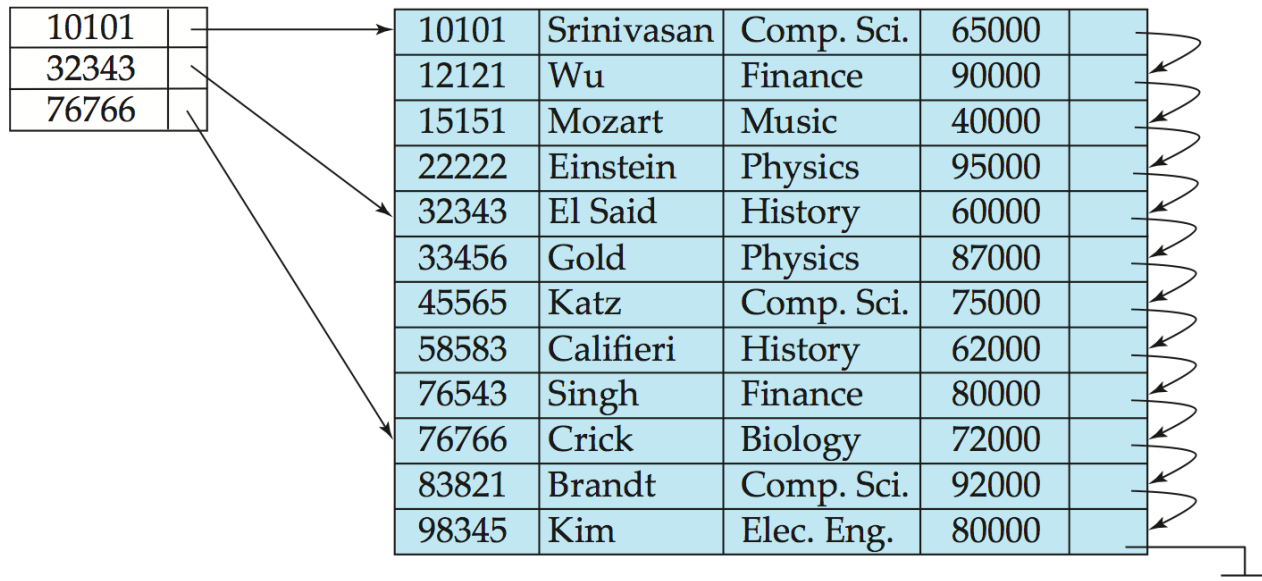 10101
32343
76766
10101 Srinivasan Comp. Sci. 65000
12121 Wu Finance 90000
15151 Mozart Music 40000
22222 Einstein Physics 95000
32343 El Said History 60000
33456 Gold Physics 87000
45565 Katz Comp. Sci. 75000
58583 Califieri History 62000
76543 Singh Finance 80000
76766 Crick Biology 72000
83821 Brandt Comp. Sci. 92000
98345 Kim Elec. Eng. 80000